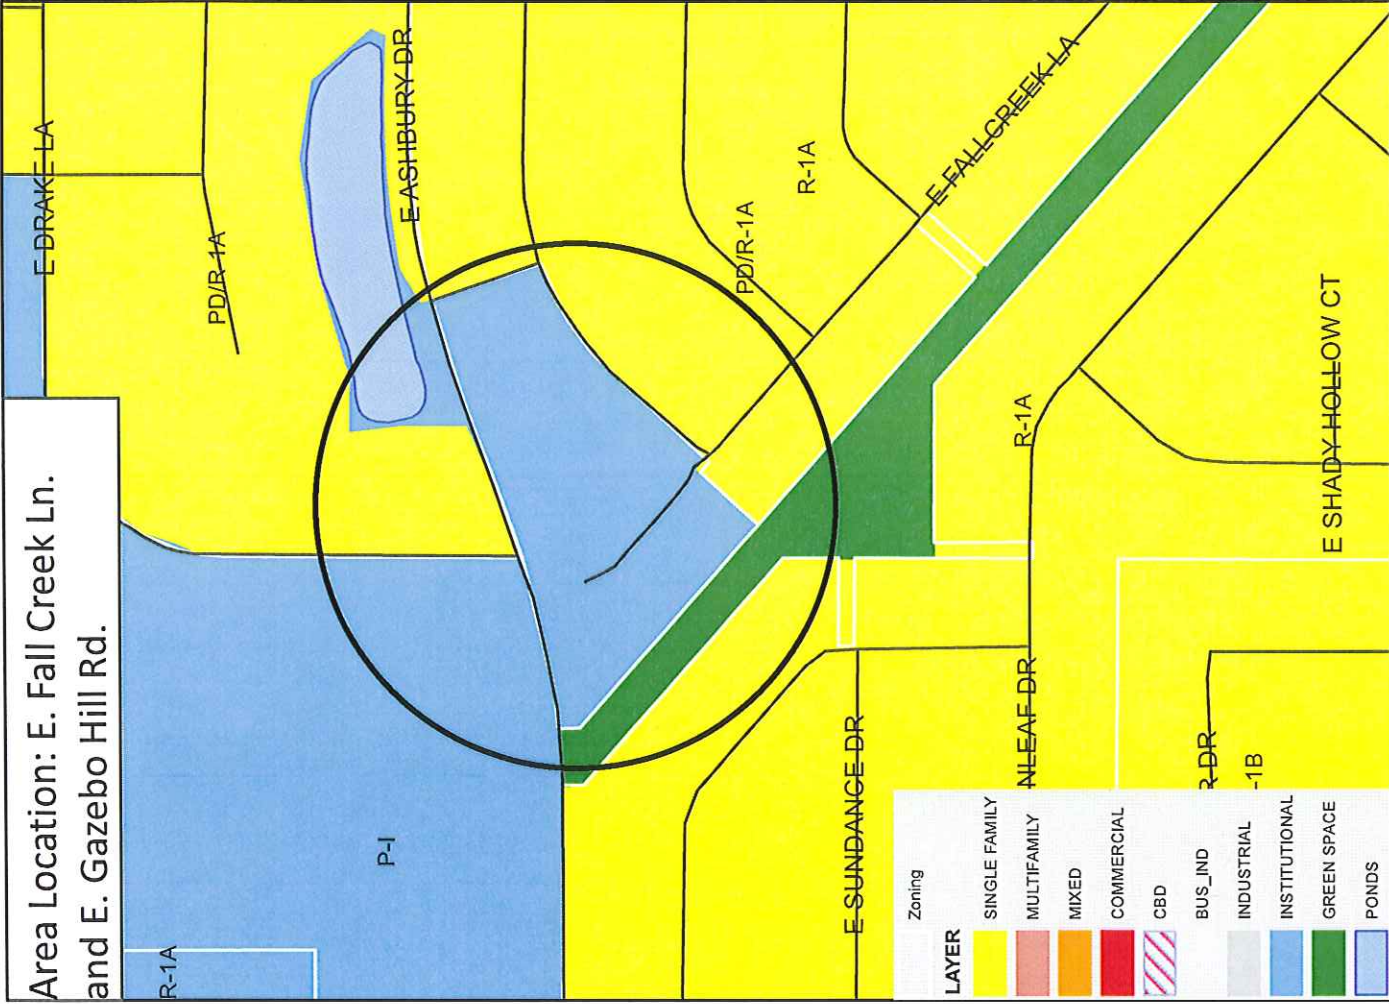 Area Location: E. Fall Creek Ln.
and E. Gazebo Hill Rd.
E DRAKE LA
PD/R-1A
E ASHBURY DR
R-1A
PD/R-1A
E FALLCREEK LA
R-1A
E SHADY HOLLOW CT
P-I
R-1A
E SUNDANCE DR
NLEAF DR
R DR
-1B
Zoning
LAYER
SINGLE FAMILY
MULTIFAMILY
MIXED
COMMERCIAL
CBD
BUS_IND
INDUSTRIAL
INSTITUTIONAL
GREEN SPACE
PONDS